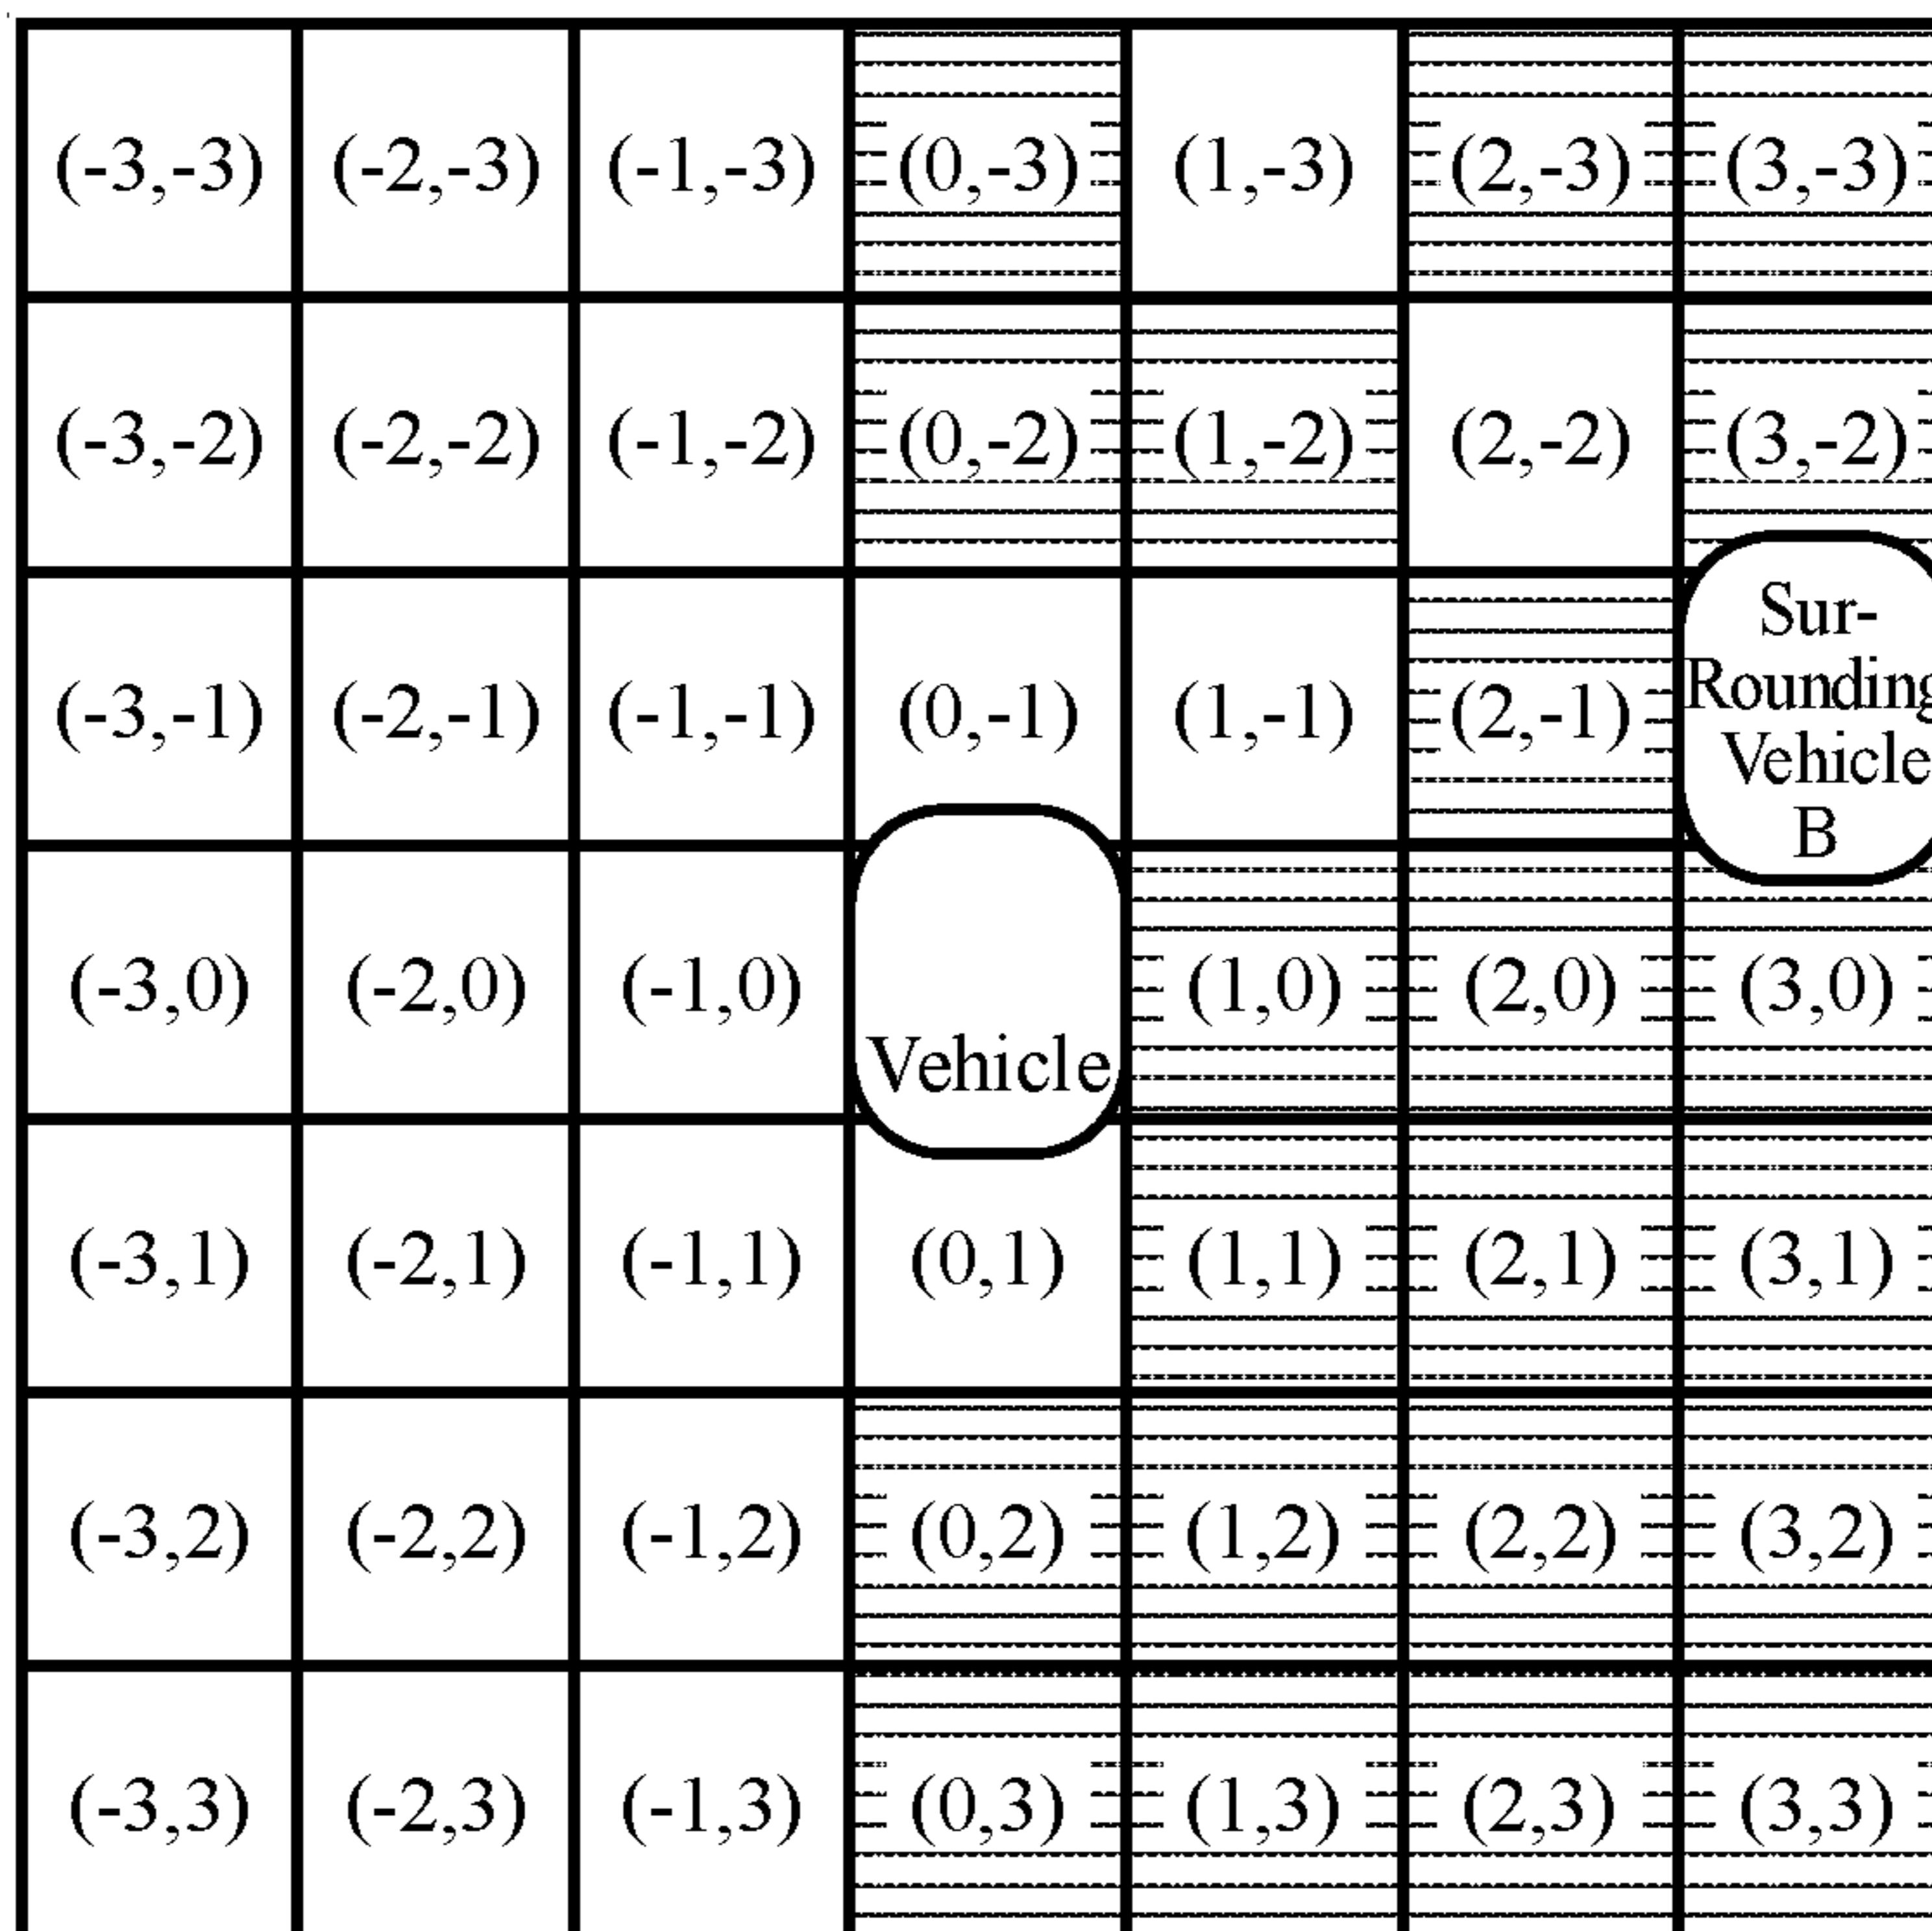 (-3,-3) (-2,-3) (-1,-3) (0,-3) (1,-3) (2,-3) (3,-3)
(-3,-2) (-2,-2) (-1,-2) (0,-2) (1,-2) (2,-2) (3,-2)
(-3,-1) (-2,-1) (-1,-1) (0,-1) (1,-1) (2,-1)
Sur-
Rounding
Vehicle
B
(-3,0) (-2,0) (-1,0) (1,0) (2,0) (3,0)
Vehicle
(-3,1) (-2,1) (-1,1) (0,1) (1,1) (2,1) (3,1)
(-3,2) (-2,2) (-1,2) (0,2) (1,2) (2,2) (3,2)
(-3,3) (-2,3) (-1,3) (0,3) (1,3) (2,3) (3,3)